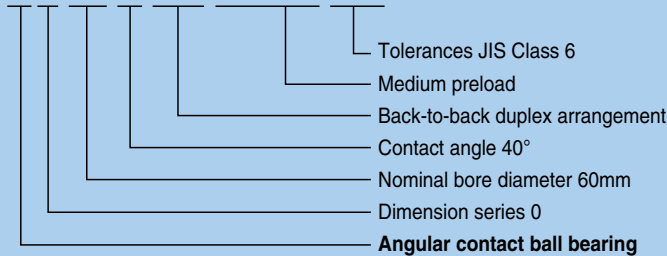 Tolerances JIS Class 6
Medium preload
Back-to-back duplex arrangement
Contact angle 40°
Nominal bore diameter 60mm
Dimension series 0
Angular contact ball bearing